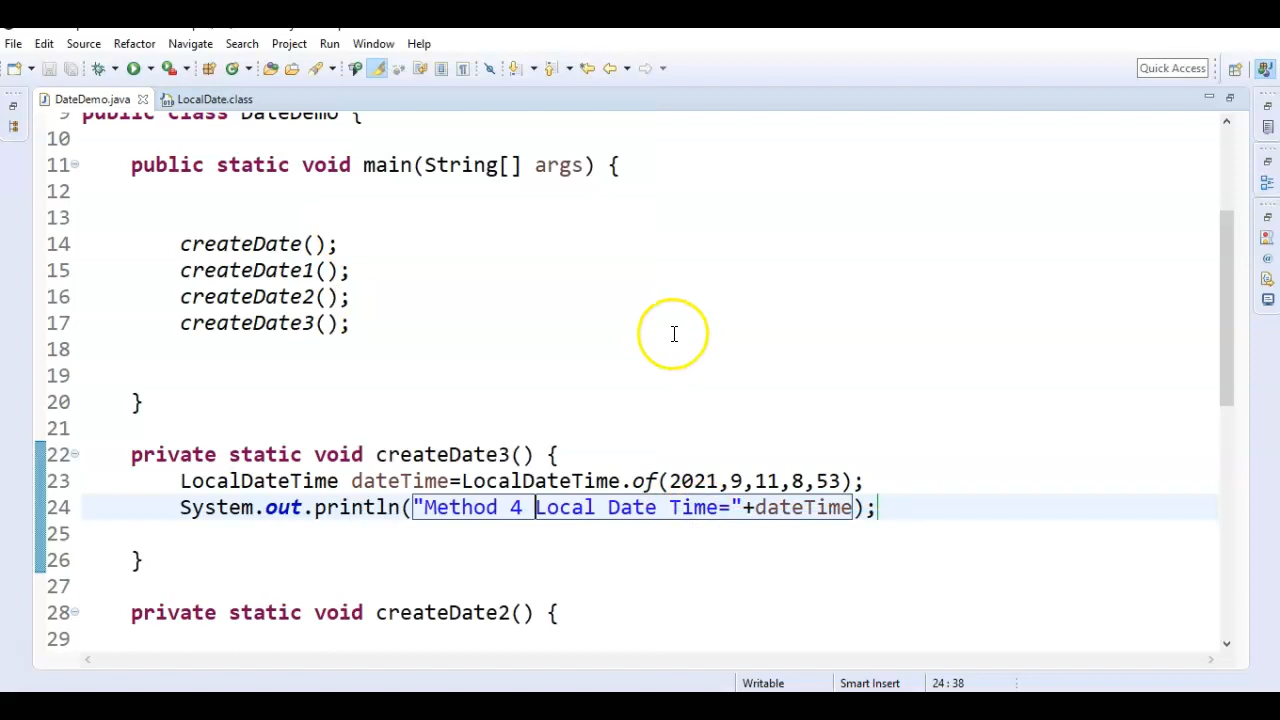 File Edit Source Refactor Navigate Search Project Run Window Help
Quick Access
DateDemo.java LocalDate.class
9 public class DateDemo {
10
11 public static void main(String[] args) {
12
13
14 createDate();
15 createDate1();
16 createDate2();
17 createDate3();
18
19
20 }
21
22 private static void createDate3() {
23 LocalDateTime dateTime=LocalDateTime.of(2021,9,11,8,53);
24 System.out.println("Method 4 Local Date Time="+dateTime);
25
26 }
27
28 private static void createDate2() {
29
Writable Smart Insert 24 : 38